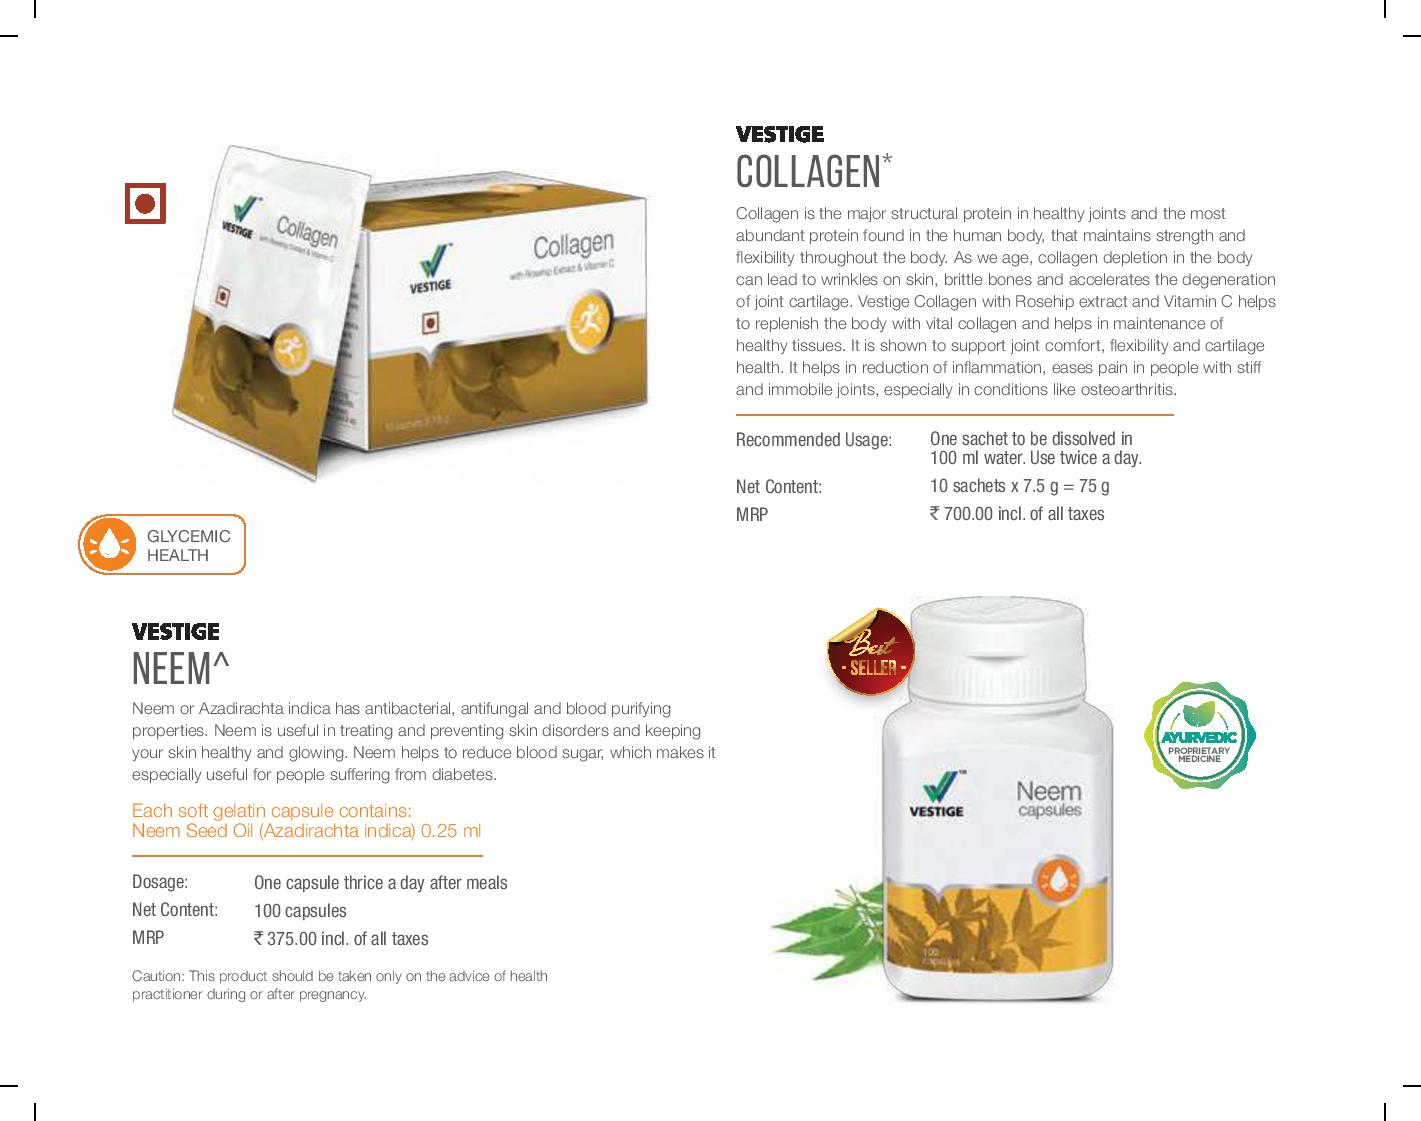 VESTIGE
COLLAGEN*
Collagen is the major structural protein in healthy joints and the most
abundant protein found in the human body, that maintains strength and
flexibility throughout the body. As we age, collagen depletion in the body
can lead to wrinkles on skin, brittle bones and accelerates the degeneration
of joint cartilage. Vestige Collagen with Rosehip extract and Vitamin C helps
to replenish the body with vital collagen and helps in maintenance of
healthy tissues. It is shown to support joint comfort, flexibility and cartilage
health. It helps in reduction of inflammation, eases pain in people with stiff
and immobile joints, especially in conditions like osteoarthritis.
Recommended Usage: One sachet to be dissolved in
100 ml water. Use twice a day.
Net Content: 10 sachets x 7.5 g = 75 g
MRP ₹ 700.00 incl. of all taxes
VESTIGE
Collagen
with Rosehip Extract & Vitamin C
VESTIGE
Collagen
with Rosehip Extract & Vitamin C
10 sachets x 7.5 g
GLYCEMIC
HEALTH
VESTIGE
NEEM^
Neem or Azadirachta indica has antibacterial, antifungal and blood purifying
properties. Neem is useful in treating and preventing skin disorders and keeping
your skin healthy and glowing. Neem helps to reduce blood sugar, which makes it
especially useful for people suffering from diabetes.
Each soft gelatin capsule contains:
Neem Seed Oil (Azadirachta indica) 0.25 ml
Dosage: One capsule thrice a day after meals
Net Content: 100 capsules
MRP ₹ 375.00 incl. of all taxes
Caution: This product should be taken only on the advice of health
practitioner during or after pregnancy.
Best
- SELLER -
VESTIGE™
Neem
capsules
100
AYURVEDIC
PROPRIETARY
MEDICINE